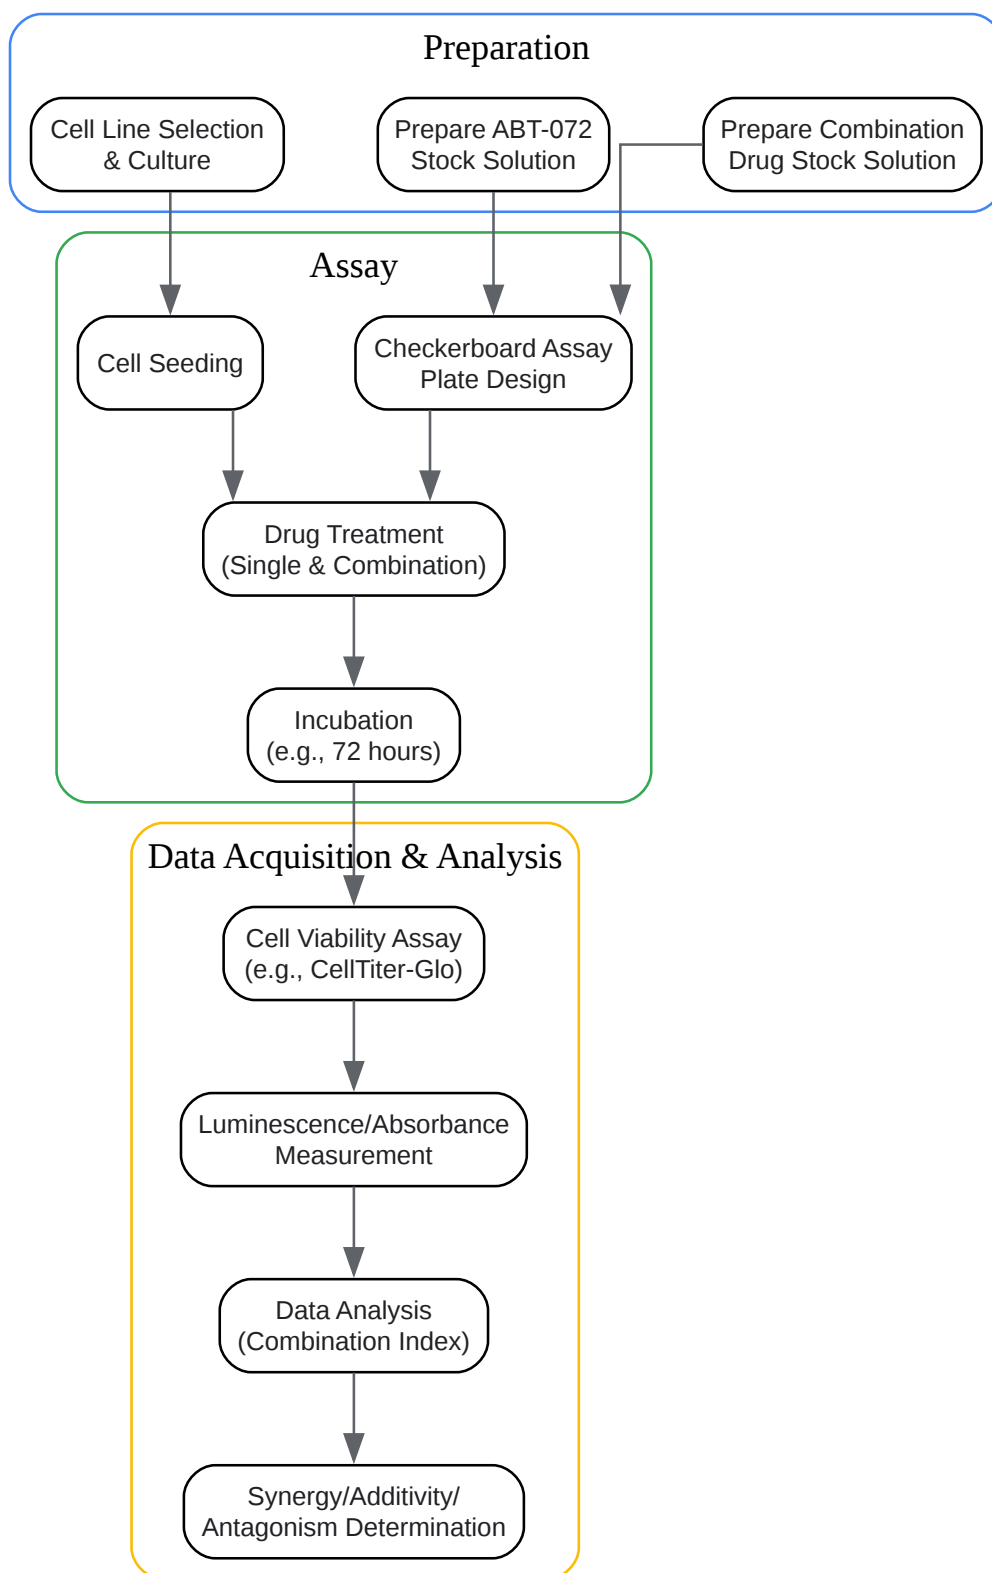 Preparation
Cell Line Selection
& Culture
Prepare ABT-072
Stock Solution
Prepare Combination
Drug Stock Solution
Assay
Cell Seeding
Checkerboard Assay
Plate Design
Drug Treatment
(Single & Combination)
Incubation
(e.g., 72 hours)
Data Acquisition & Analysis
Cell Viability Assay
(e.g., CellTiter-Glo)
Luminescence/Absorbance
Measurement
Data Analysis
(Combination Index)
Synergy/Additivity/
Antagonism Determination